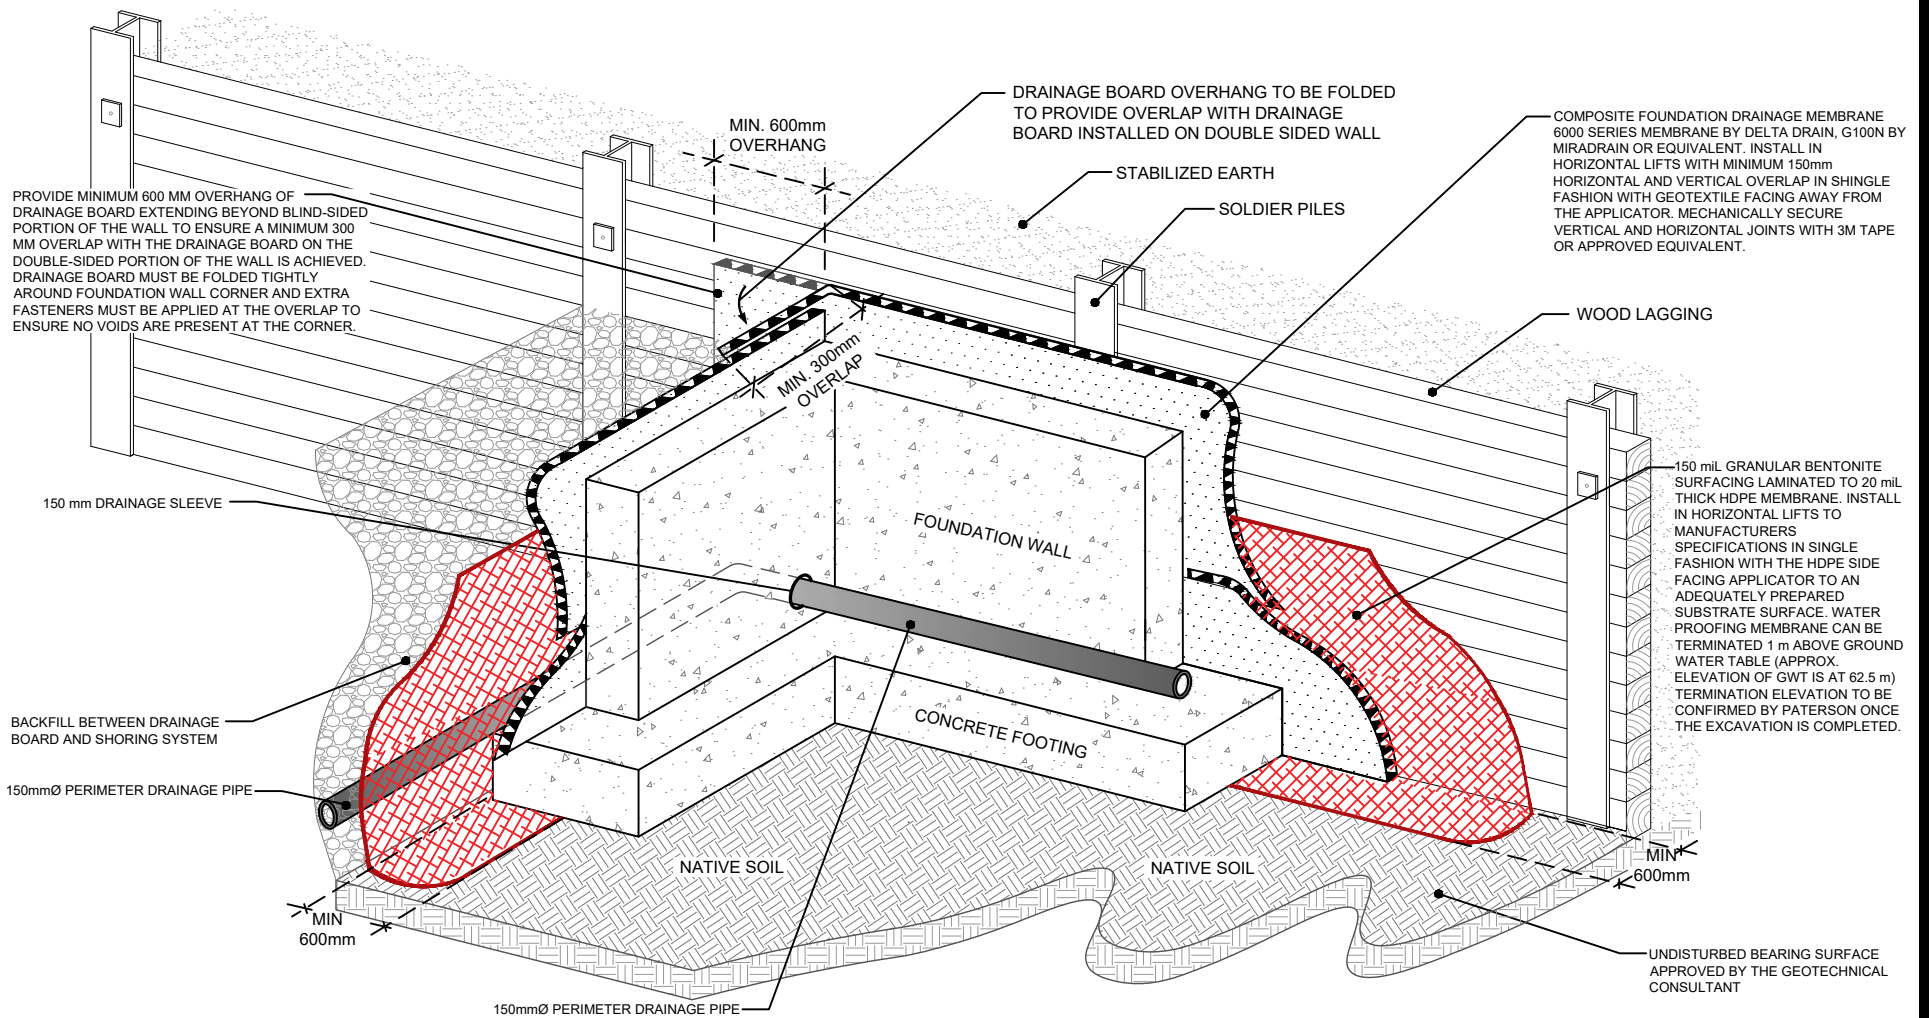 DRAINAGE BOARD OVERHANG TO BE FOLDED
TO PROVIDE OVERLAP WITH DRAINAGE
BOARD INSTALLED ON DOUBLE SIDED WALL
MIN. 600mm
OVERHANG
COMPOSITE FOUNDATION DRAINAGE MEMBRANE
6000 SERIES MEMBRANE BY DELTA DRAIN, G100N BY
MIRADRAIN OR EQUIVALENT. INSTALL IN
HORIZONTAL LIFTS WITH MINIMUM 150mm
HORIZONTAL AND VERTICAL OVERLAP IN SHINGLE
FASHION WITH GEOTEXTILE FACING AWAY FROM
THE APPLICATOR. MECHANICALLY SECURE
VERTICAL AND HORIZONTAL JOINTS WITH 3M TAPE
OR APPROVED EQUIVALENT.
STABILIZED EARTH
SOLDIER PILES
PROVIDE MINIMUM 600 MM OVERHANG OF
DRAINAGE BOARD EXTENDING BEYOND BLIND-SIDED
PORTION OF THE WALL TO ENSURE A MINIMUM 300
MM OVERLAP WITH THE DRAINAGE BOARD ON THE
DOUBLE-SIDED PORTION OF THE WALL IS ACHIEVED.
DRAINAGE BOARD MUST BE FOLDED TIGHTLY
AROUND FOUNDATION WALL CORNER AND EXTRA
FASTENERS MUST BE APPLIED AT THE OVERLAP TO
ENSURE NO VOIDS ARE PRESENT AT THE CORNER.
WOOD LAGGING
MIN. 300mm
OVERLAP
150 mm DRAINAGE SLEEVE
FOUNDATION WALL
150 miL GRANULAR BENTONITE
SURFACING LAMINATED TO 20 miL
THICK HDPE MEMBRANE. INSTALL
IN HORIZONTAL LIFTS TO
MANUFACTURERS
SPECIFICATIONS IN SINGLE
FASHION WITH THE HDPE SIDE
FACING APPLICATOR TO AN
ADEQUATELY PREPARED
SUBSTRATE SURFACE. WATER
PROOFING MEMBRANE CAN BE
TERMINATED 1 m ABOVE GROUND
WATER TABLE (APPROX.
ELEVATION OF GWT IS AT 62.5 m)
TERMINATION ELEVATION TO BE
CONFIRMED BY PATERSON ONCE
THE EXCAVATION IS COMPLETED.
BACKFILL BETWEEN DRAINAGE
BOARD AND SHORING SYSTEM
CONCRETE FOOTING
150mmØ PERIMETER DRAINAGE PIPE
NATIVE SOIL
NATIVE SOIL
MIN
600mm
MIN
600mm
UNDISTURBED BEARING SURFACE
APPROVED BY THE GEOTECHNICAL
CONSULTANT
150mmØ PERIMETER DRAINAGE PIPE